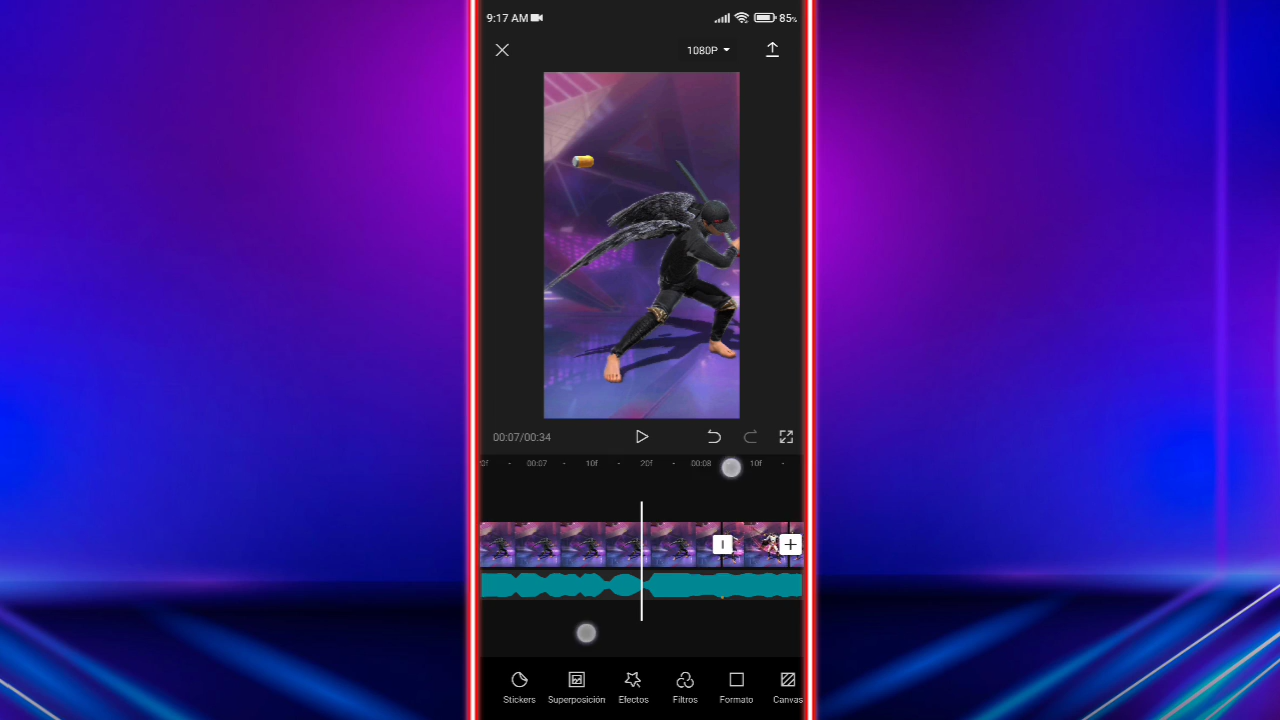 9:17 AM 85%
1080P
00:07/00:34
0f 00:07 10f 20f 00:08 10f
Stickers Superposición Efectos Filtros Formato Canvas